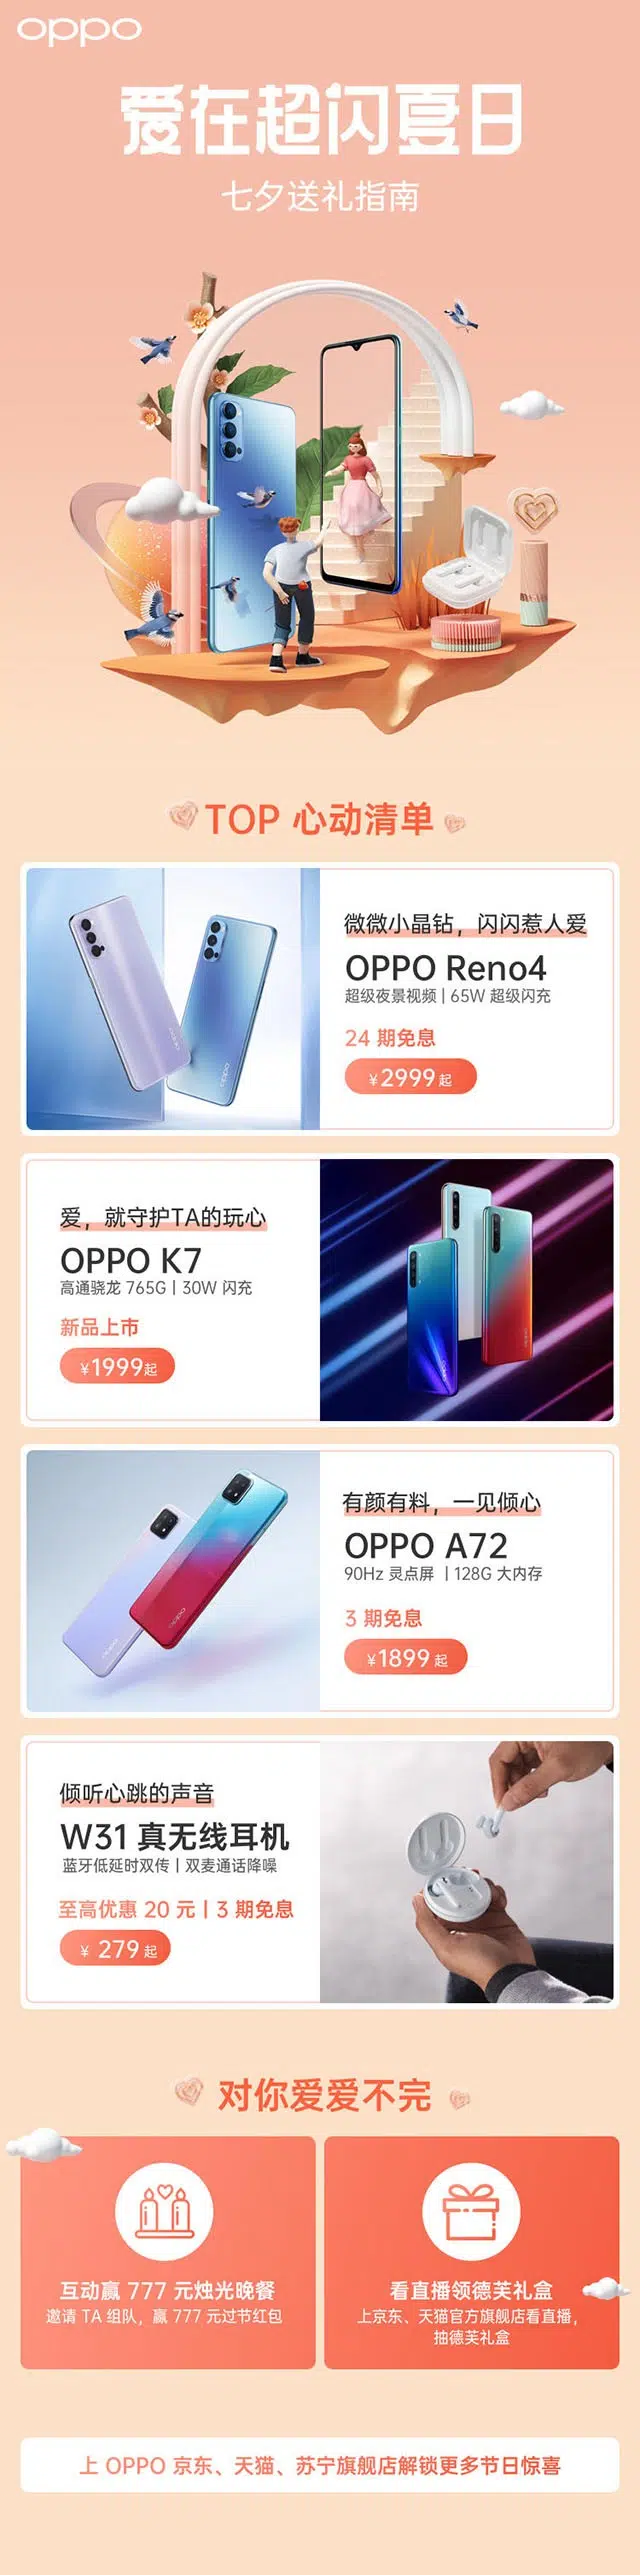 oppo
爱在超闪夏日
七夕送礼指南
TOP 心动清单
微微小晶钻，闪闪惹人爱
OPPO Reno4
超级夜景视频 | 65W 超级闪充
24 期免息
¥2999起
oppo
oppo
爱，就守护TA的玩心
OPPO K7
高通骁龙 765G | 30W 闪充
新品上市
¥1999起
有颜有料，一见倾心
OPPO A72
90Hz 灵点屏 | 128G 大内存
3 期免息
¥1899起
oppo
oppo
倾听心跳的声音
W31 真无线耳机
蓝牙低延时双传 | 双麦通话降噪
至高优惠 20 元 | 3 期免息
¥ 279 起
对你爱爱不完
互动赢 777 元烛光晚餐
邀请 TA 组队，赢 777 元过节红包
看直播领德芙礼盒
上京东、天猫官方旗舰店看直播，
抽德芙礼盒
上 OPPO 京东、天猫、苏宁旗舰店解锁更多节日惊喜